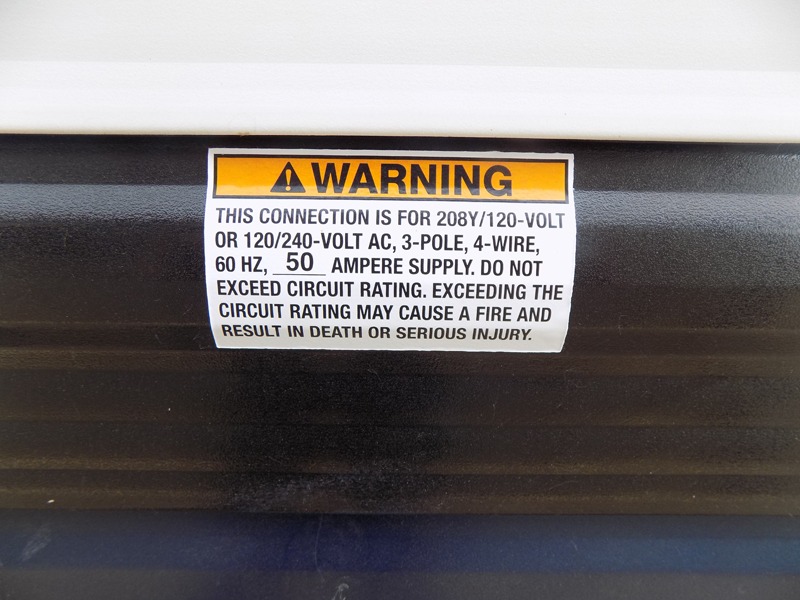 WARNING
THIS CONNECTION IS FOR 208Y/120-VOLT
OR 120/240-VOLT AC, 3-POLE, 4-WIRE,
60 HZ, 50 AMPERE SUPPLY. DO NOT
EXCEED CIRCUIT RATING. EXCEEDING THE
CIRCUIT RATING MAY CAUSE A FIRE AND
RESULT IN DEATH OR SERIOUS INJURY.